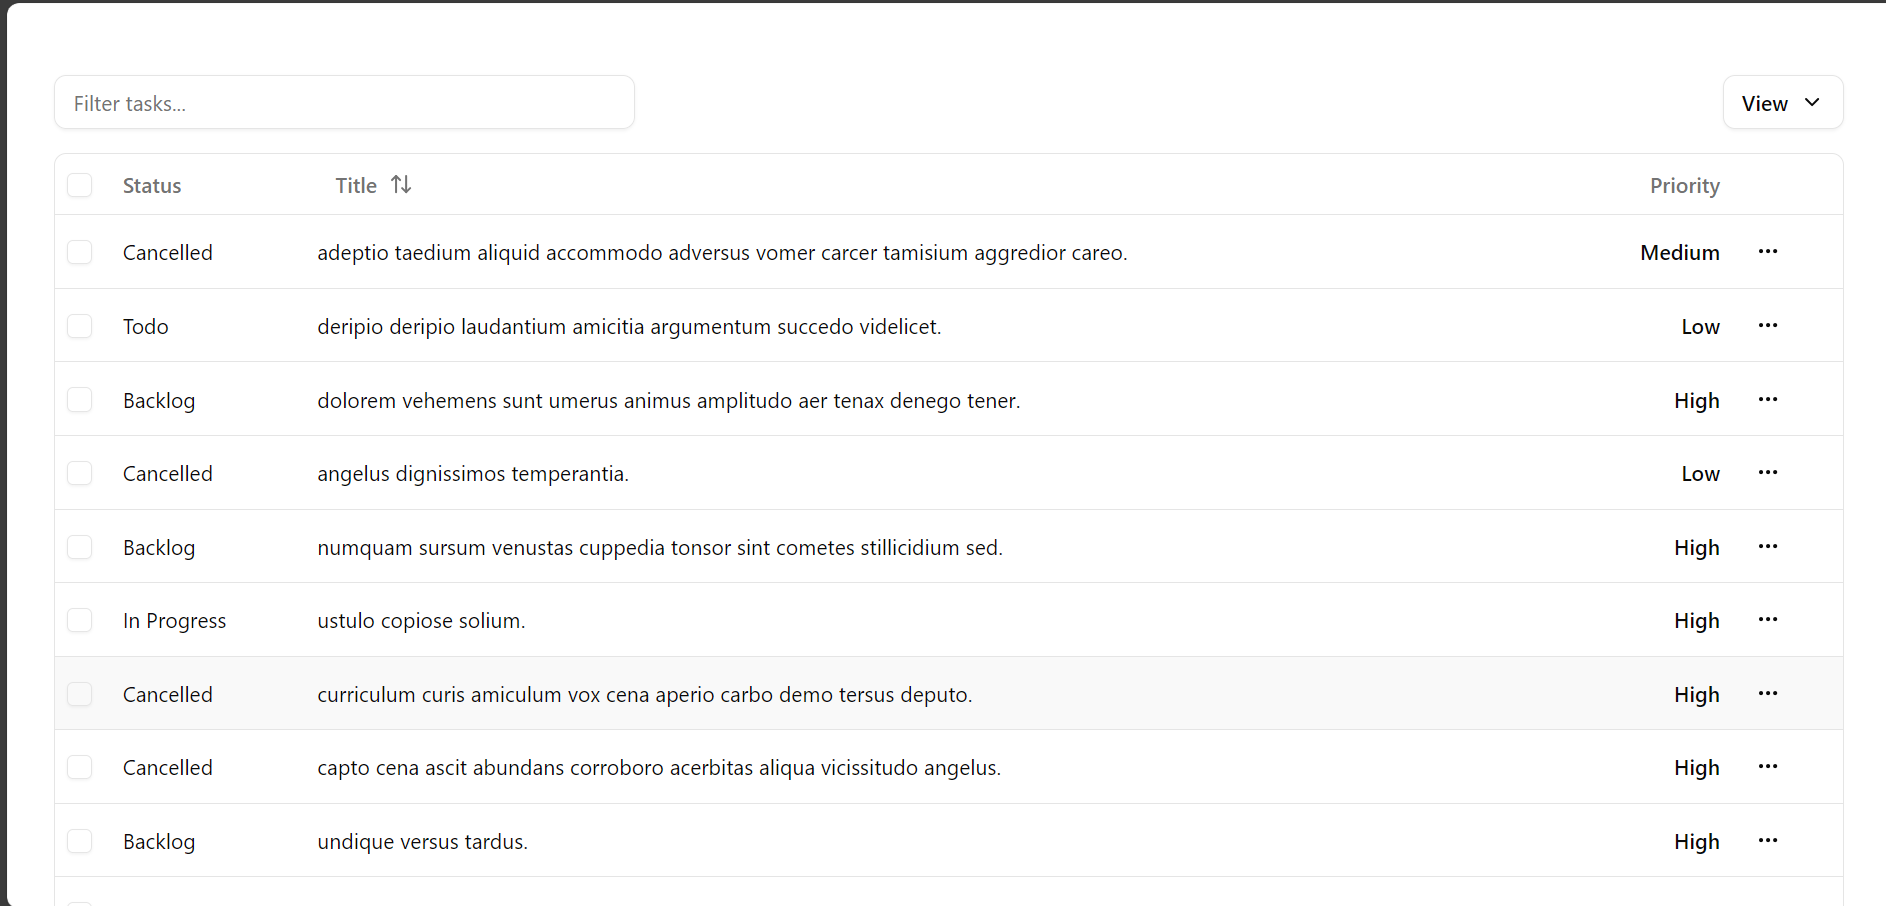 Filter tasks...
View
Status Title Priority
Cancelled adeptio taedium aliquid accommodo adversus vomer carcer tamisium aggredior careo. Medium ...
Todo deripio deripio laudantium amicitia argumentum succedo videlicet. Low ...
Backlog dolorem vehemens sunt umerus animus amplitudo aer tenax denego tener. High ...
Cancelled angelus dignissimos temperantia. Low ...
Backlog numquam sursum venustas cuppedia tonsor sint cometes stillicidium sed. High ...
In Progress ustulo copiose solium. High ...
Cancelled curriculum curis amiculum vox cena aperio carbo demo tersus deputo. High ...
Cancelled capto cena ascit abundans corroboro acerbitas aliqua vicissitudo angelus. High ...
Backlog undique versus tardus. High ...